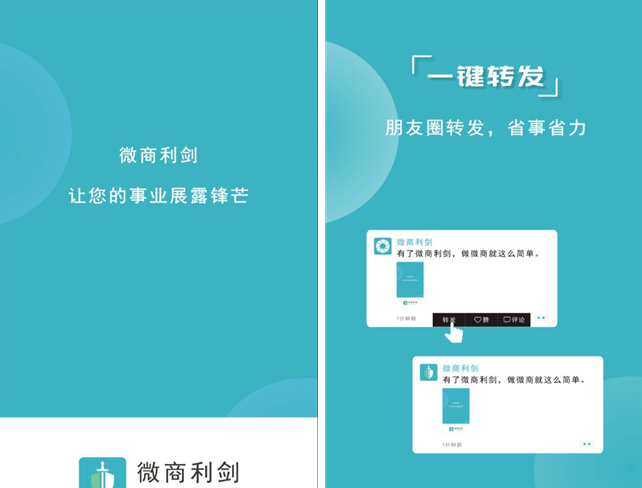 微商利剑
让您的事业展露锋芒
微商利剑
「一键转发」
朋友圈转发，省事省力
微商利剑
有了微商利剑，做微商就这么简单。
1分钟前
转发 赞 评论
微商利剑
有了微商利剑，做微商就这么简单。
1分钟前